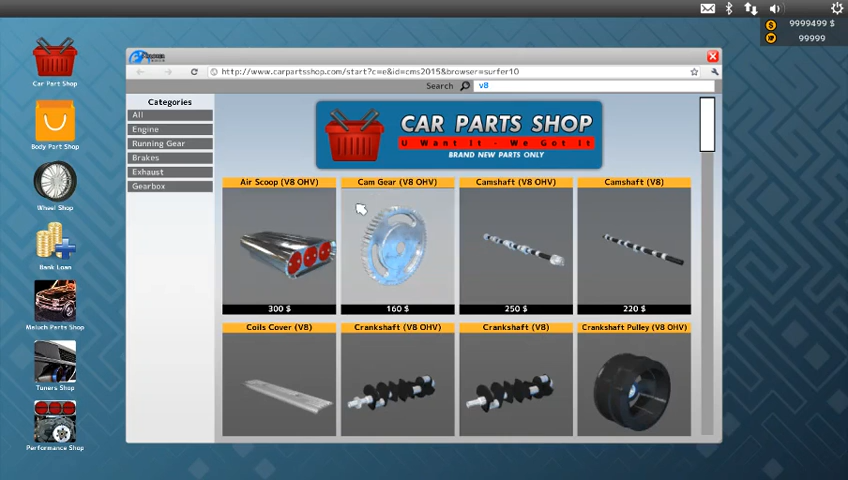 9999499 $
99999
Car Part Shop
Body Part Shop
Wheel Shop
Bank Loan
Maluch Parts Shop
Tuners Shop
Performance Shop
http://www.carpartsshop.com/start?c=e&id=cms2015&browser=surfer10
Search v8
Categories
All
Engine
Running Gear
Brakes
Exhaust
Gearbox
CAR PARTS SHOP
U Want It - We Got It
BRAND NEW PARTS ONLY
Air Scoop (V8 OHV)
Cam Gear (V8 OHV)
Camshaft (V8 OHV)
Camshaft (V8)
300 $
160 $
250 $
220 $
Coils Cover (V8)
Crankshaft (V8 OHV)
Crankshaft (V8)
Crankshaft Pulley (V8 OHV)